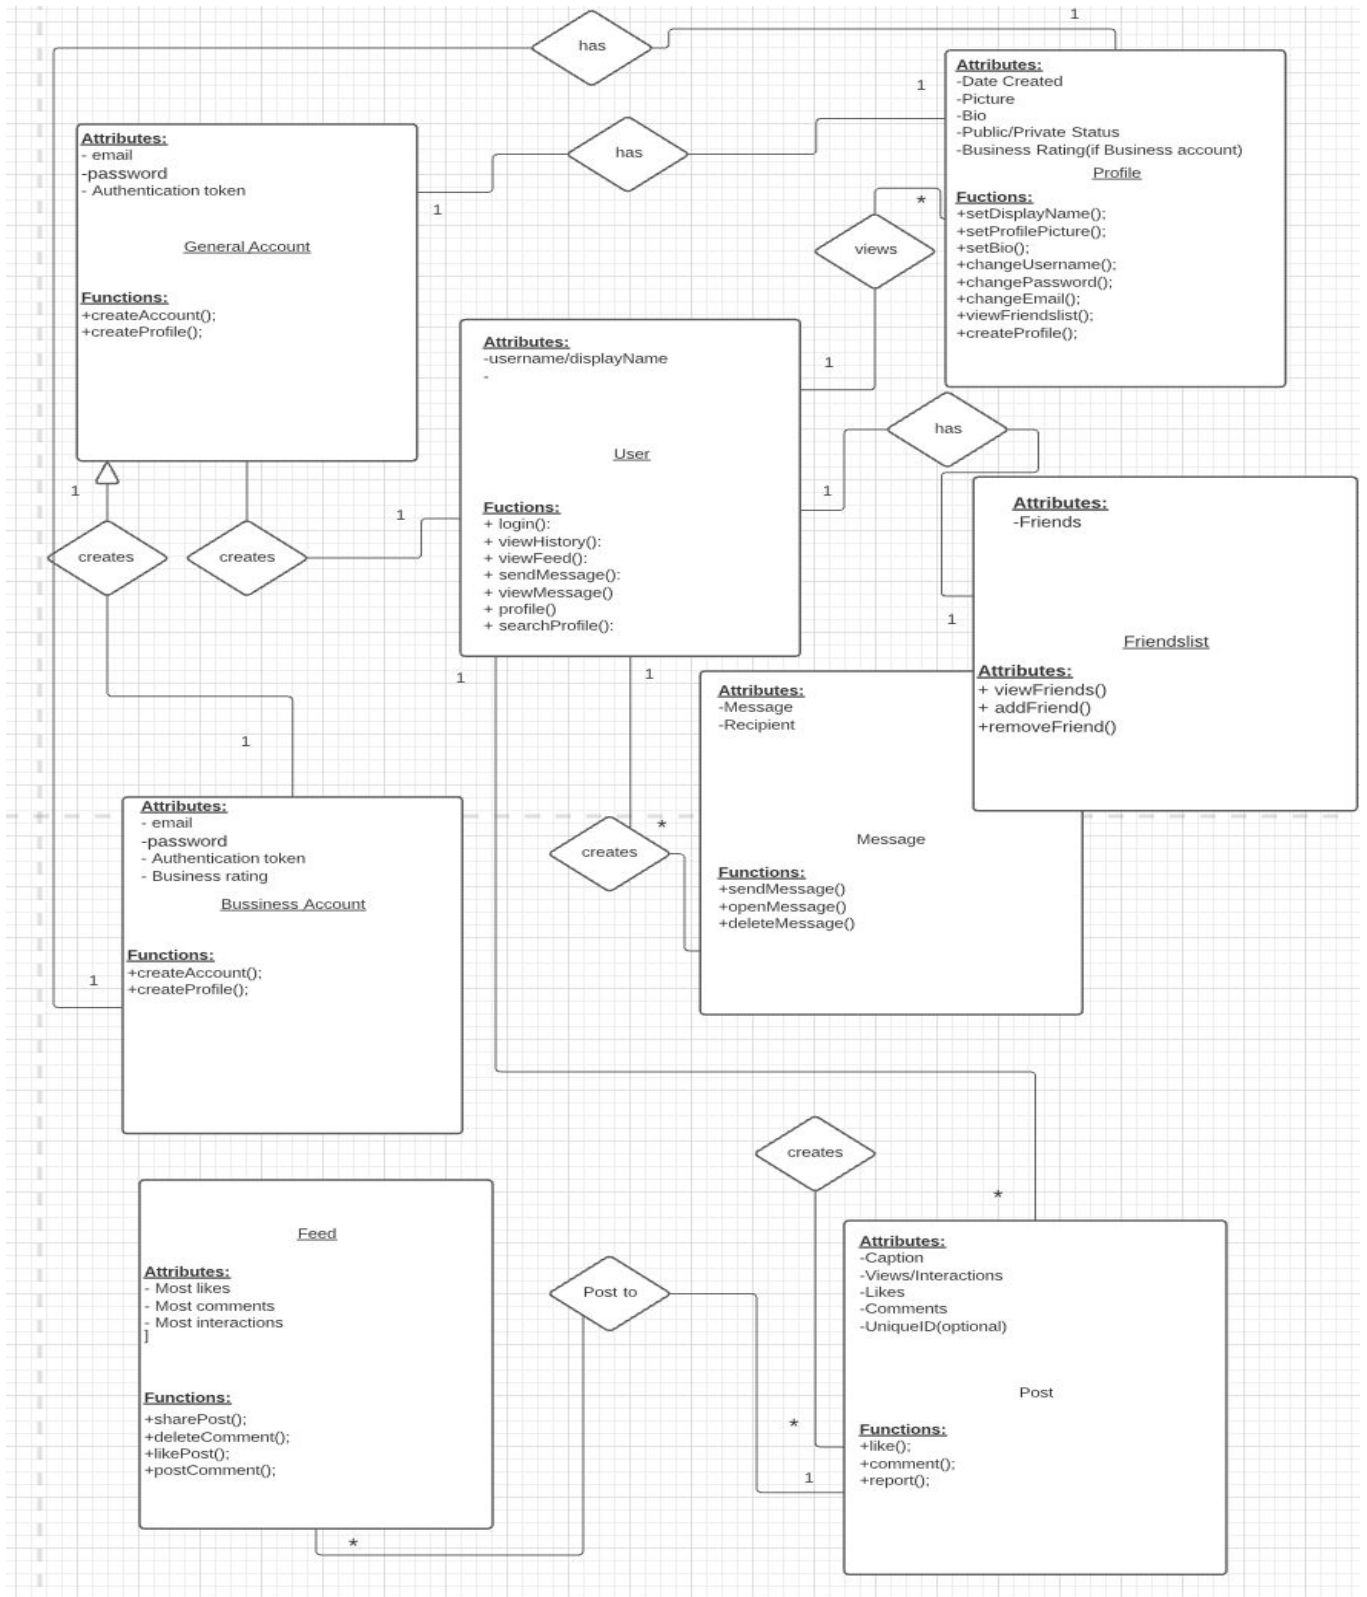 1
has
Attributes:
-Date Created
-Picture
-Bio
-Public/Private Status
-Business Rating(if Business account)
Profile
Fuctions:
+setDisplayName();
+setProfilePicture();
+setBio();
+changeUsername();
+changePassword();
+changeEmail();
+viewFriendslist();
+createProfile();
1
has
1
Attributes:
- email
-password
- Authentication token
General Account
Functions:
+createAccount();
+createProfile();
*
views
1
Attributes:
-username/displayName
-
User
Fuctions:
+ login():
+ viewHistory():
+ viewFeed():
+ sendMessage():
+ viewMessage()
+ profile()
+ searchProfile():
has
1
1
1
creates
creates
1
Attributes:
-Friends
Friendslist
Attributes:
+ viewFriends()
+ addFriend()
+removeFriend()
1
1
1
Attributes:
-Message
-Recipient
Message
Functions:
+sendMessage()
+openMessage()
+deleteMessage()
*
creates
Attributes:
- email
-password
- Authentication token
- Business rating
Bussiness Account
Functions:
+createAccount();
+createProfile();
1
creates
*
Feed
Attributes:
- Most likes
- Most comments
- Most interactions
]
Functions:
+sharePost();
+deleteComment();
+likePost();
+postComment();
*
Post to
*
1
Attributes:
-Caption
-Views/Interactions
-Likes
-Comments
-UniqueID(optional)
Post
Functions:
+like();
+comment();
+report();